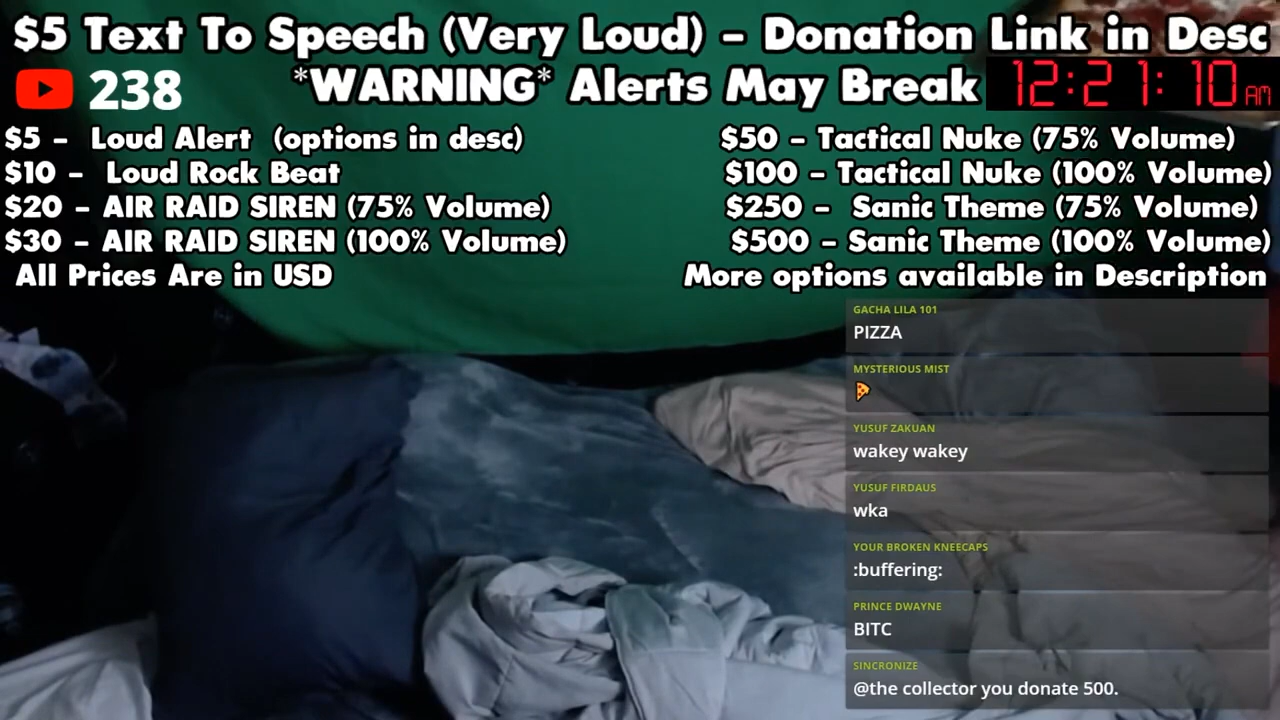 $5 Text To Speech (Very Loud) - Donation Link in Desc
238
*WARNING* Alerts May Break
12:21:10 AM
$5 - Loud Alert (options in desc)
$10 - Loud Rock Beat
$20 - AIR RAID SIREN (75% Volume)
$30 - AIR RAID SIREN (100% Volume)
All Prices Are in USD
$50 - Tactical Nuke (75% Volume)
$100 - Tactical Nuke (100% Volume)
$250 - Sanic Theme (75% Volume)
$500 - Sanic Theme (100% Volume)
More options available in Description
GACHA LILA 101
PIZZA
MYSTERIOUS MIST
🍕
YUSUF ZAKUAN
wakey wakey
YUSUF FIRDAUS
wka
YOUR BROKEN KNEECAPS
:buffering:
PRINCE DWAYNE
BITC
SINCRONIZE
@the collector you donate 500.